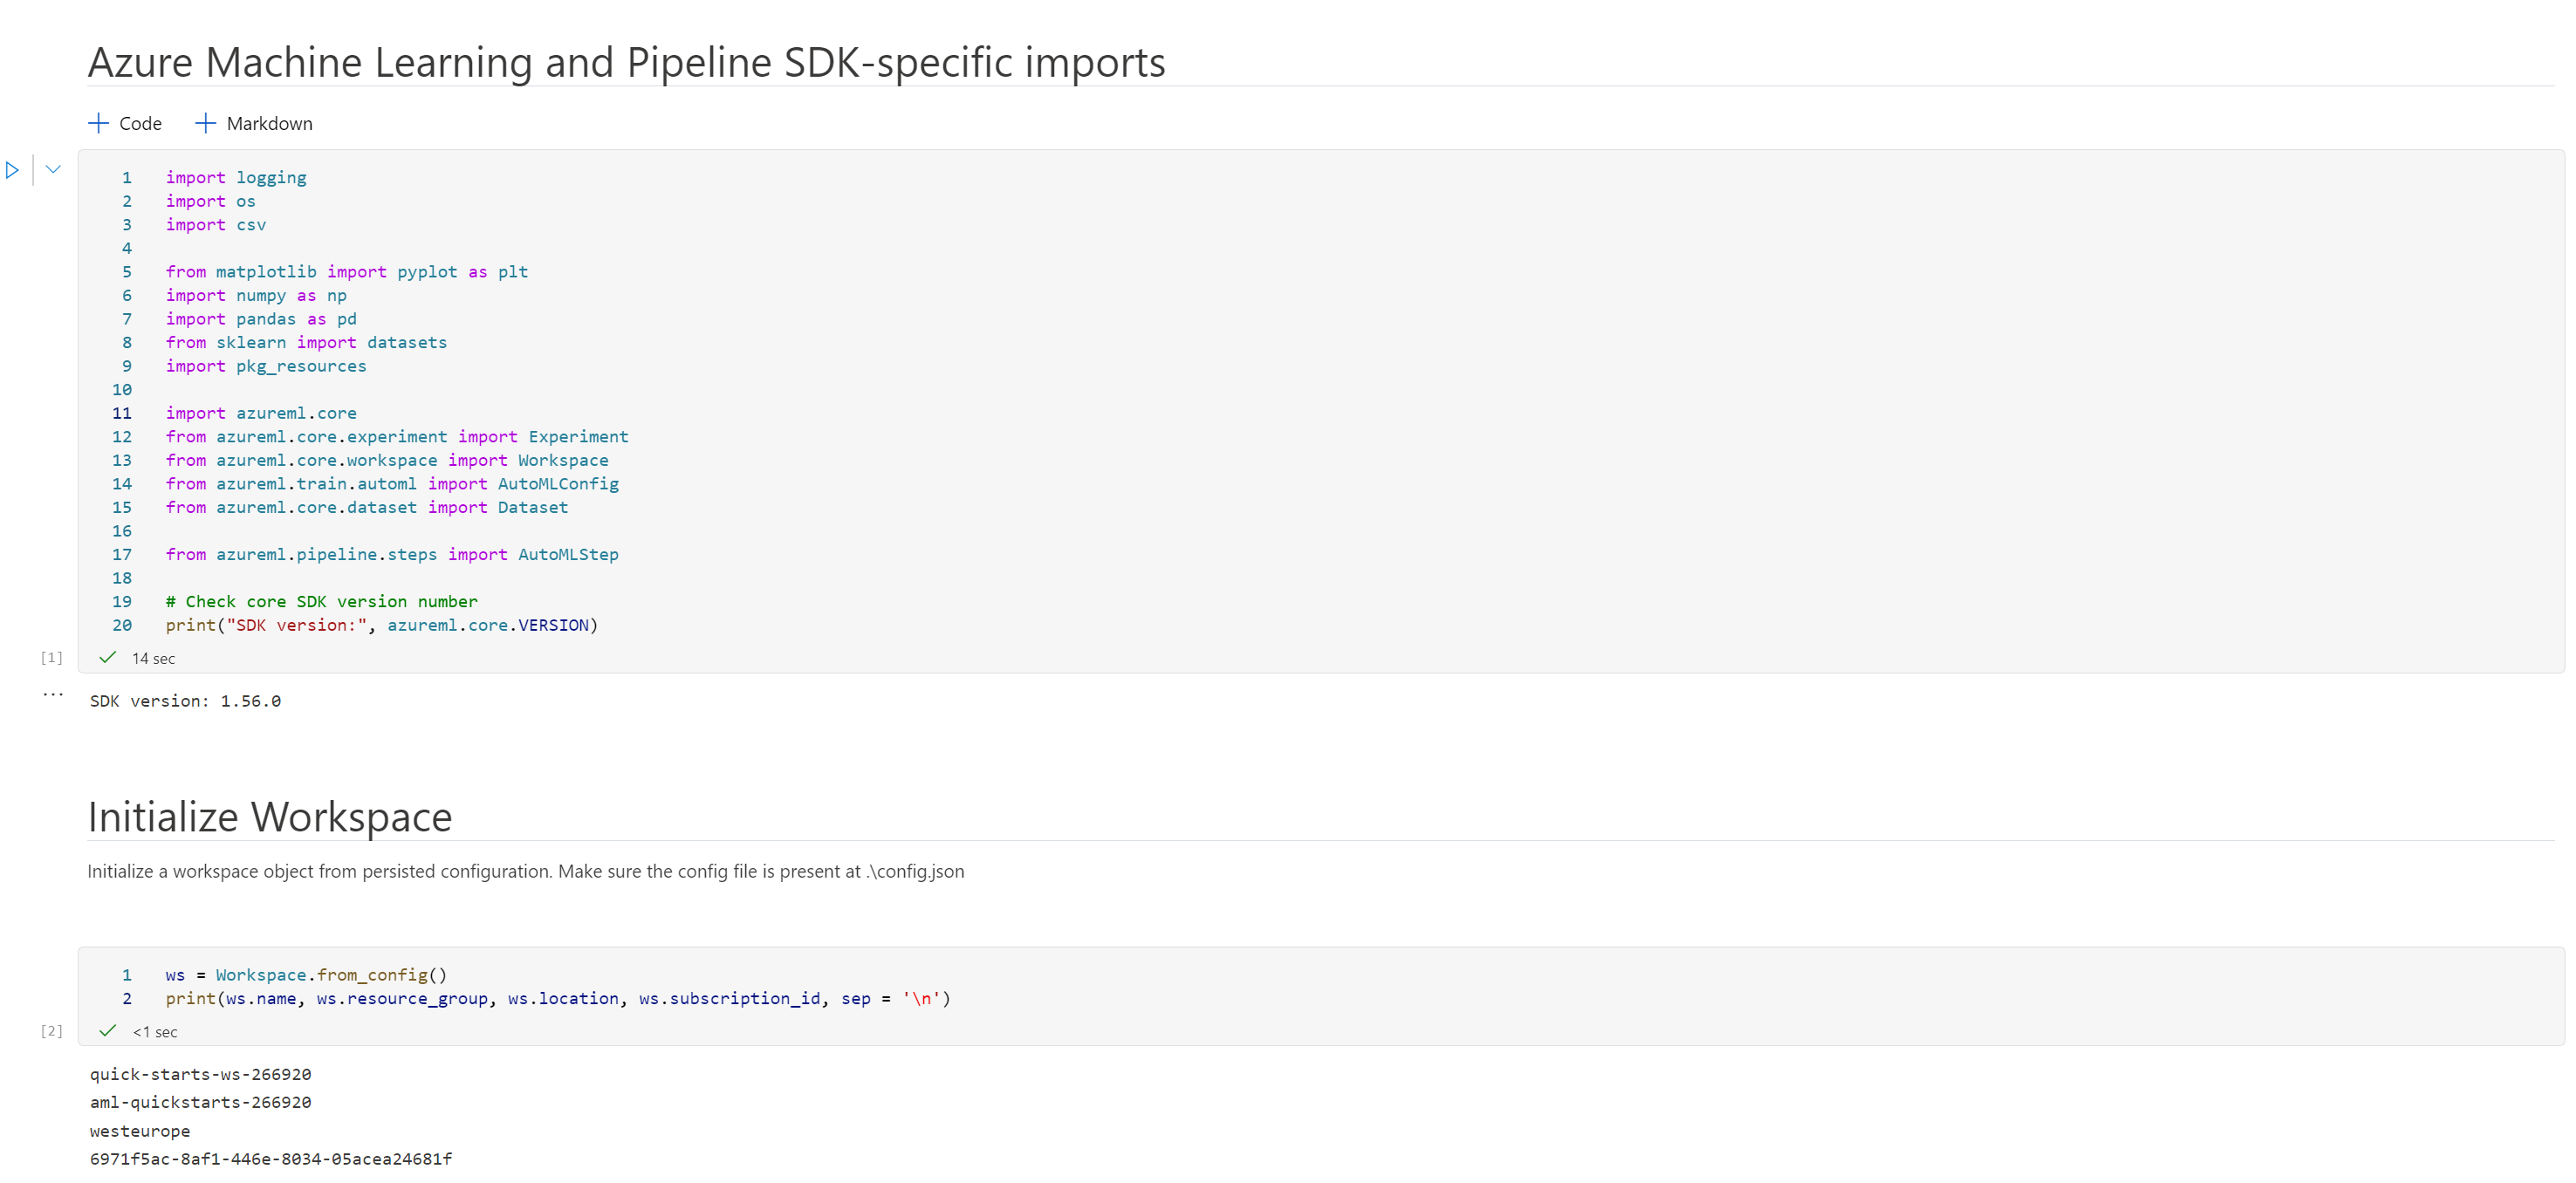 Azure Machine Learning and Pipeline SDK-specific imports
+ Code + Markdown
1 import logging
2 import os
3 import csv
4
5 from matplotlib import pyplot as plt
6 import numpy as np
7 import pandas as pd
8 from sklearn import datasets
9 import pkg_resources
10
11 import azureml.core
12 from azureml.core.experiment import Experiment
13 from azureml.core.workspace import Workspace
14 from azureml.train.automl import AutoMLConfig
15 from azureml.core.dataset import Dataset
16
17 from azureml.pipeline.steps import AutoMLStep
18
19 # Check core SDK version number
20 print("SDK version:", azureml.core.VERSION)
[1] ✓ 14 sec
... SDK version: 1.56.0
Initialize Workspace
Initialize a workspace object from persisted configuration. Make sure the config file is present at .\config.json
1 ws = Workspace.from_config()
2 print(ws.name, ws.resource_group, ws.location, ws.subscription_id, sep = '\n')
[2] ✓ <1 sec
quick-starts-ws-266920
aml-quickstarts-266920
westeurope
6971f5ac-8af1-446e-8034-05acea24681f